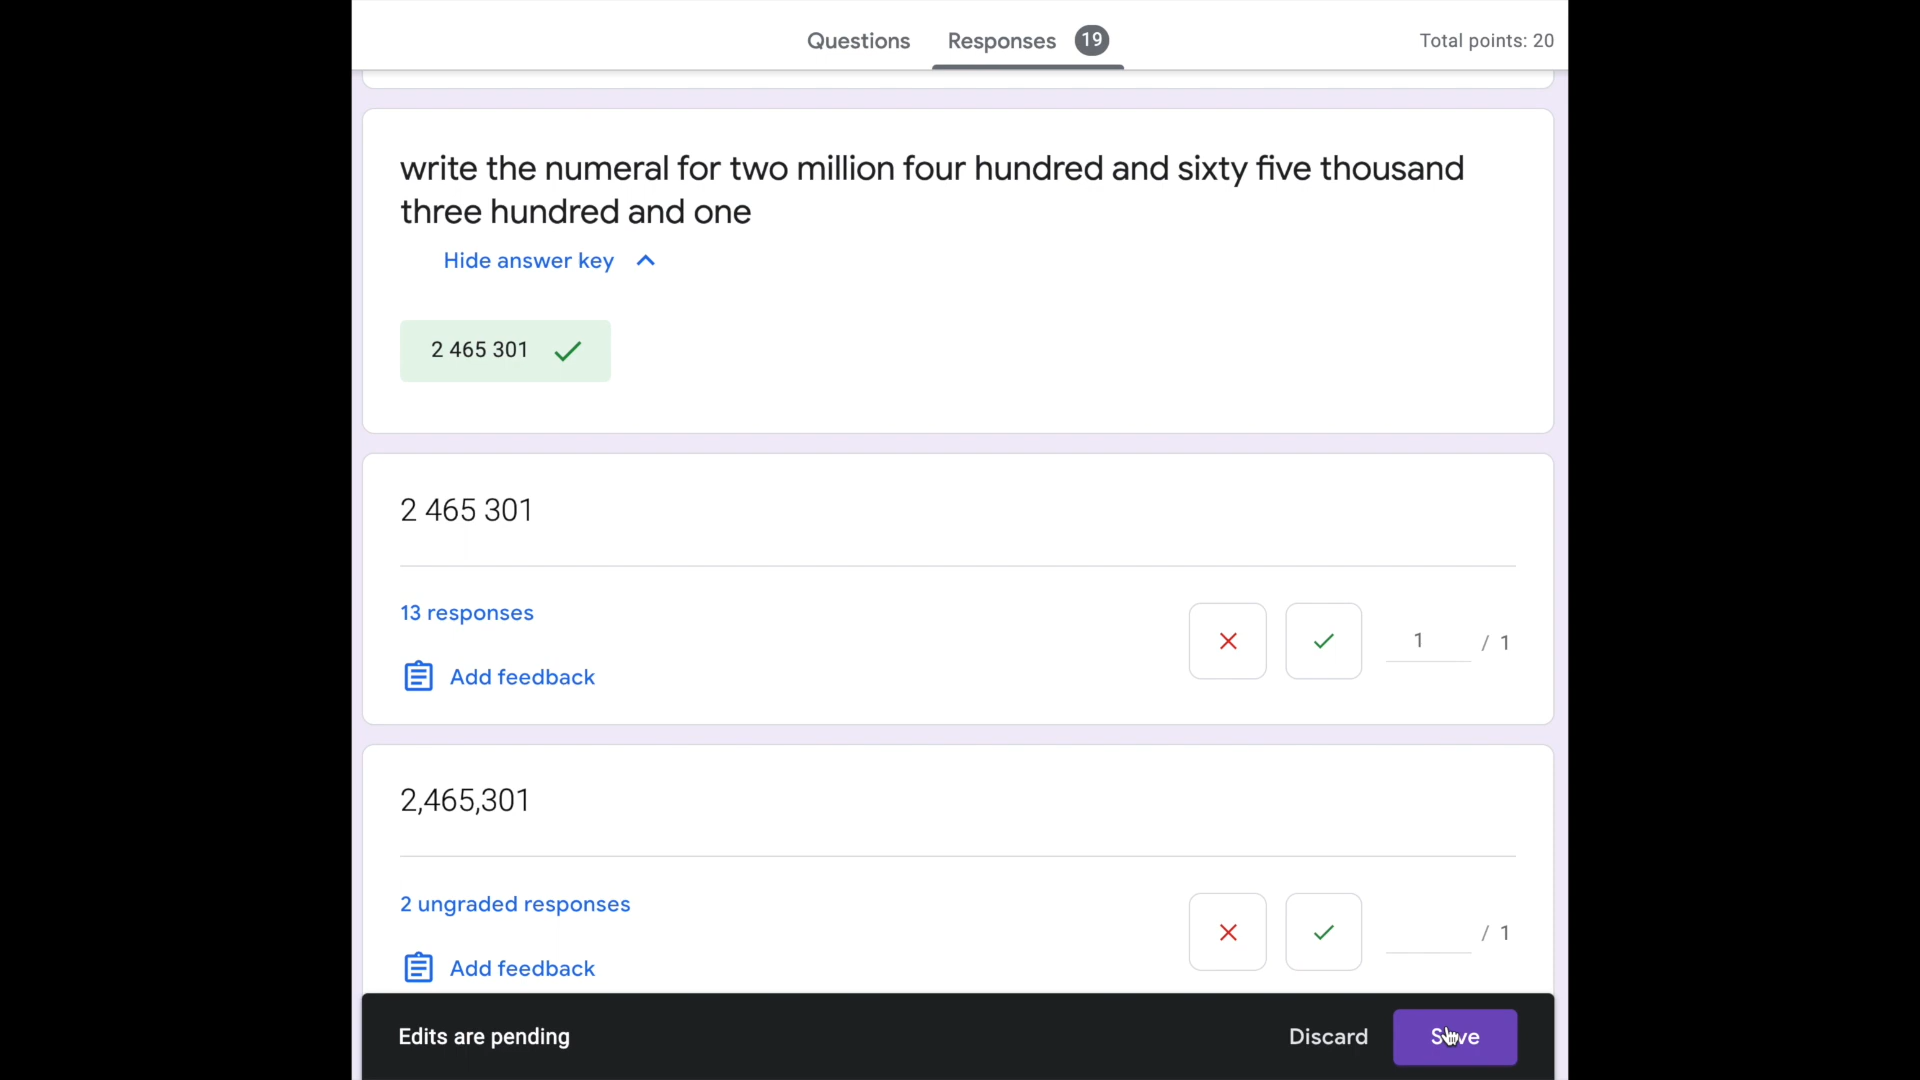 Questions
Responses 19
Total points: 20
write the numeral for two million four hundred and sixty five thousand
three hundred and one
Hide answer key
2 465 301
2 465 301
13 responses
1 / 1
Add feedback
2,465,301
2 ungraded responses
/ 1
Add feedback
Edits are pending
Discard
Save